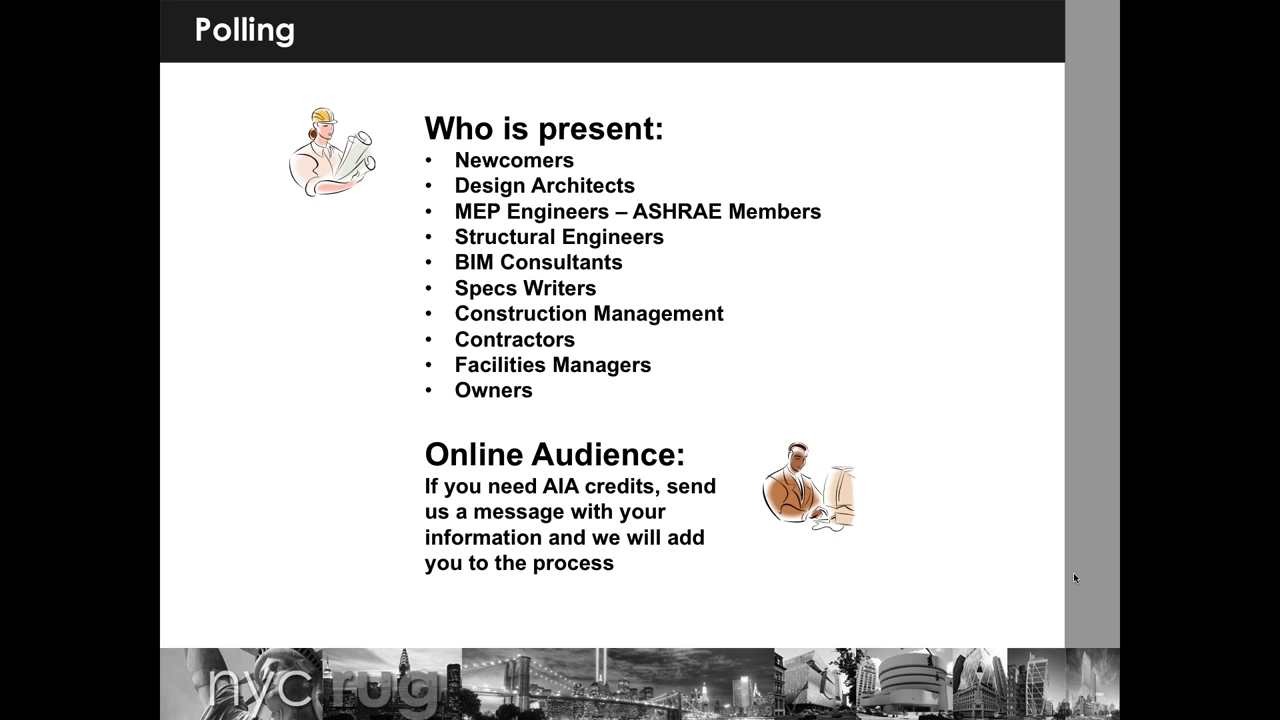 Polling
Who is present:
• Newcomers
• Design Architects
• MEP Engineers – ASHRAE Members
• Structural Engineers
• BIM Consultants
• Specs Writers
• Construction Management
• Contractors
• Facilities Managers
• Owners
Online Audience:
If you need AIA credits, send
us a message with your
information and we will add
you to the process
nyc rug